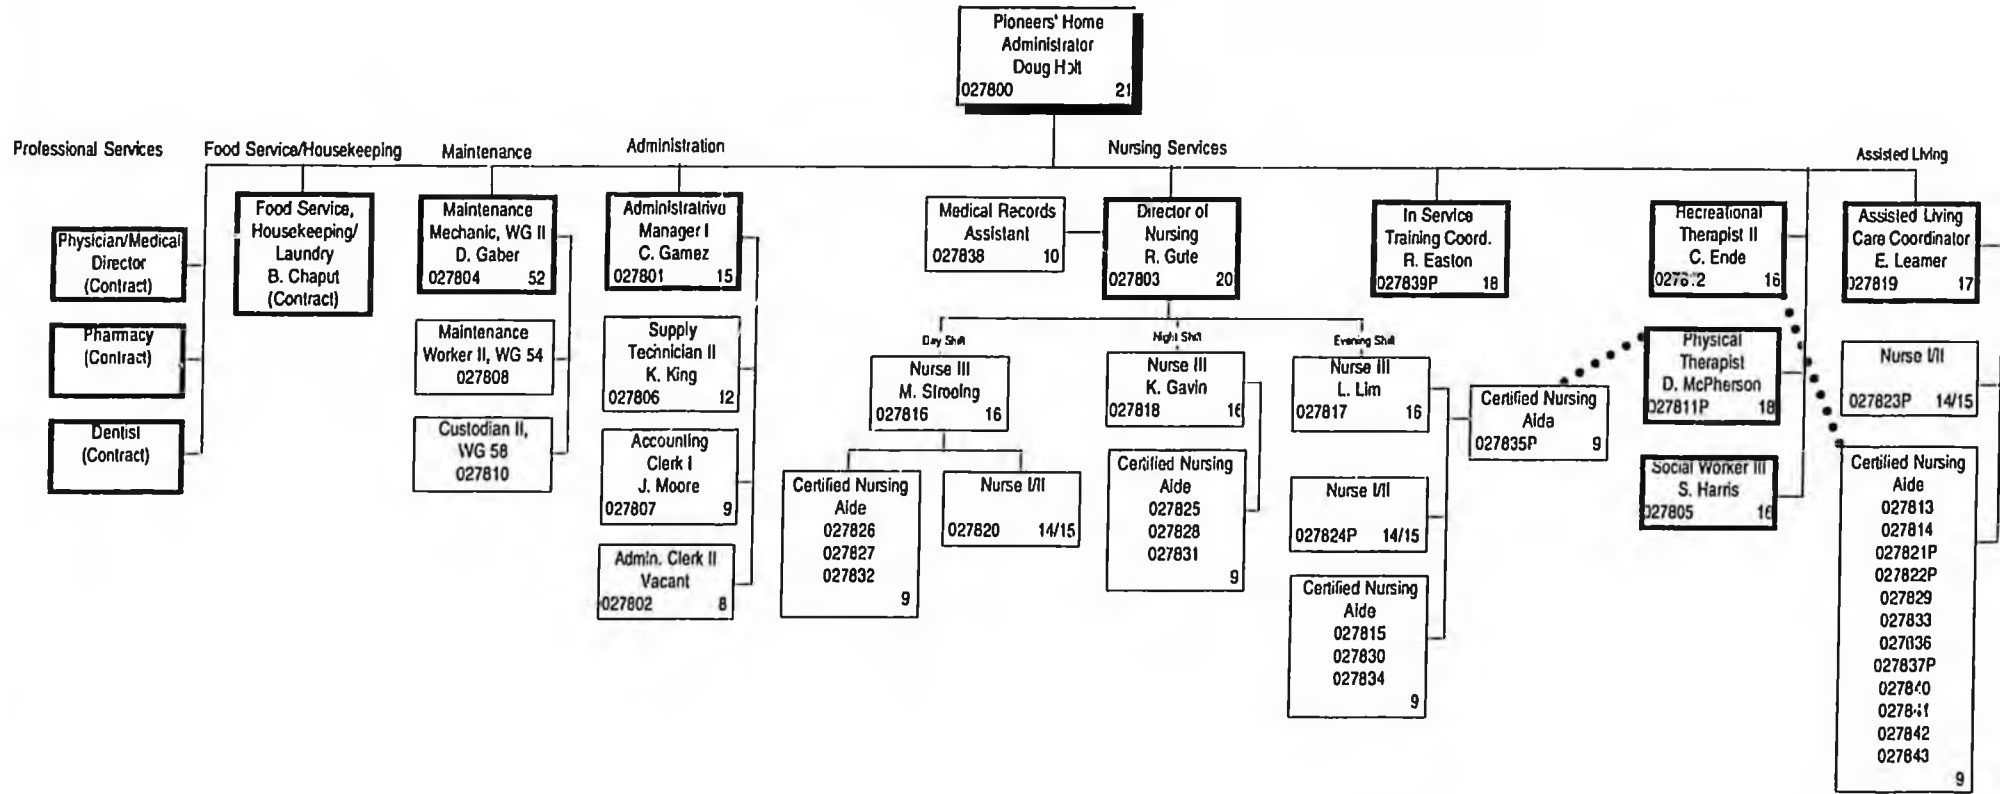 Pioneers' Home
Administrator
Doug Holt
027800 21
Professional Services
Food Service/Housekeeping
Maintenance
Administration
Nursing Services
Assisted Living
Physician/Medical
Director
(Contract)
Pharmacy
(Contract)
Dentist
(Contract)
Food Service,
Housekeeping/
Laundry
B. Chaput
(Contract)
Maintenance
Mechanic, WG II
D. Gaber
027804 52
Maintenance
Worker II, WG 54
027808
Custodian II,
WG 58
027810
Administrative
Manager I
C. Gamez
027801 15
Supply
Technician II
K. King
027806 12
Accounting
Clerk I
J. Moore
027807 9
Admin. Clerk II
Vacant
027802 8
Medical Records
Assistant
027838 10
Director of
Nursing
R. Gute
027803 20
Day Shift
Nurse III
M.
027816 16
Certified Nursing
Aide
027826
027827
027832
9
Nurse I/II
027820 14/15
Night Shift
Nurse III
K. Gavin
027818 16
Certified Nursing
Aide
027825
027828
027831
9
Evening Shift
Nurse III
L. Lim
027817 16
Nurse I/II
027824P 14/15
Certified Nursing
Aide
027815
027830
027834
9
Certified Nursing
Aida
027835P 9
In Service
Training Coord.
R. Easton
027839P 18
Recreational
Therapist II
C. Ende
16
Physical
Therapist
D. McPherson
027811P 18
Social Worker III
S. Harris
027805 16
Assisted Living
Care Coordinator
E. Leamer
027819 17
Nurse I/II
027823P 14/15
Certified Nursing
Aide
027813
027814
027821P
027822P
027829
027833
027836
027837P
027840
027841
027842
027843
9